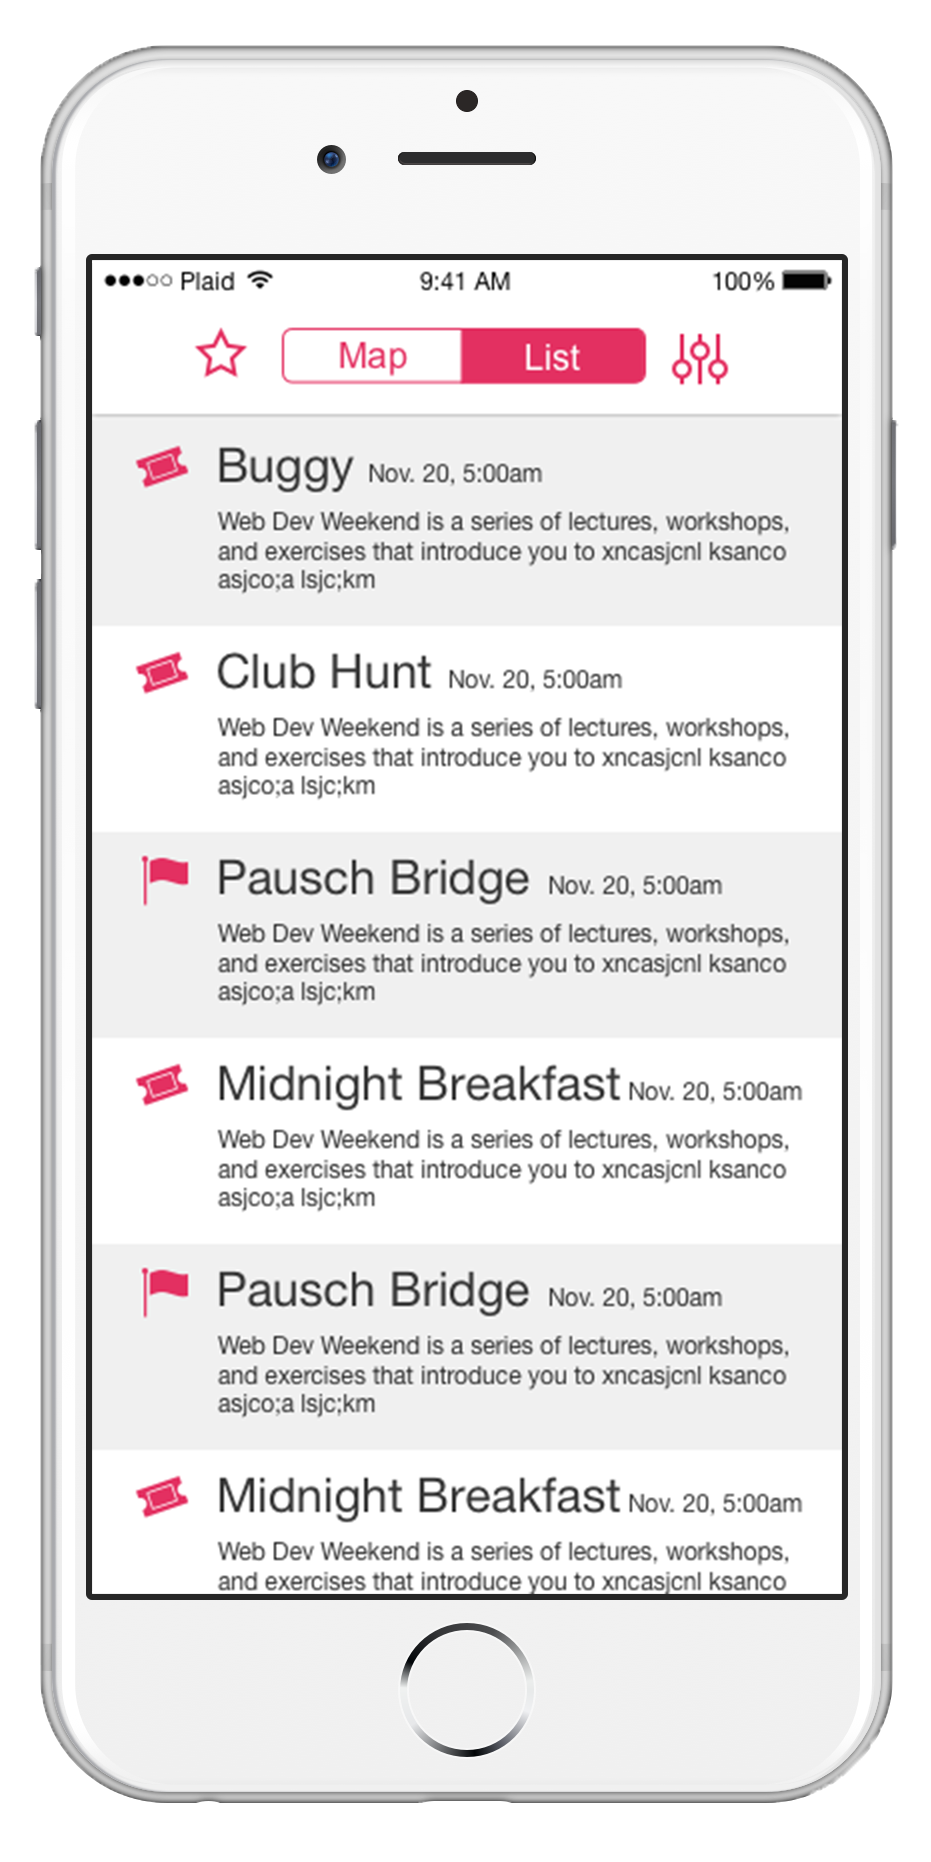 Plaid 9:41 AM 100%
Map List
Buggy Nov. 20, 5:00am
Web Dev Weekend is a series of lectures, workshops,
and exercises that introduce you to xncasjcnl ksanco
asjco;a lsjc;km
Club Hunt Nov. 20, 5:00am
Web Dev Weekend is a series of lectures, workshops,
and exercises that introduce you to xncasjcnl ksanco
asjco;a lsjc;km
Pausch Bridge Nov. 20, 5:00am
Web Dev Weekend is a series of lectures, workshops,
and exercises that introduce you to xncasjcnl ksanco
asjco;a lsjc;km
Midnight Breakfast Nov. 20, 5:00am
Web Dev Weekend is a series of lectures, workshops,
and exercises that introduce you to xncasjcnl ksanco
asjco;a lsjc;km
Pausch Bridge Nov. 20, 5:00am
Web Dev Weekend is a series of lectures, workshops,
and exercises that introduce you to xncasjcnl ksanco
asjco;a lsjc;km
Midnight Breakfast Nov. 20, 5:00am
Web Dev Weekend is a series of lectures, workshops,
and exercises that introduce you to xncasjcnl ksanco